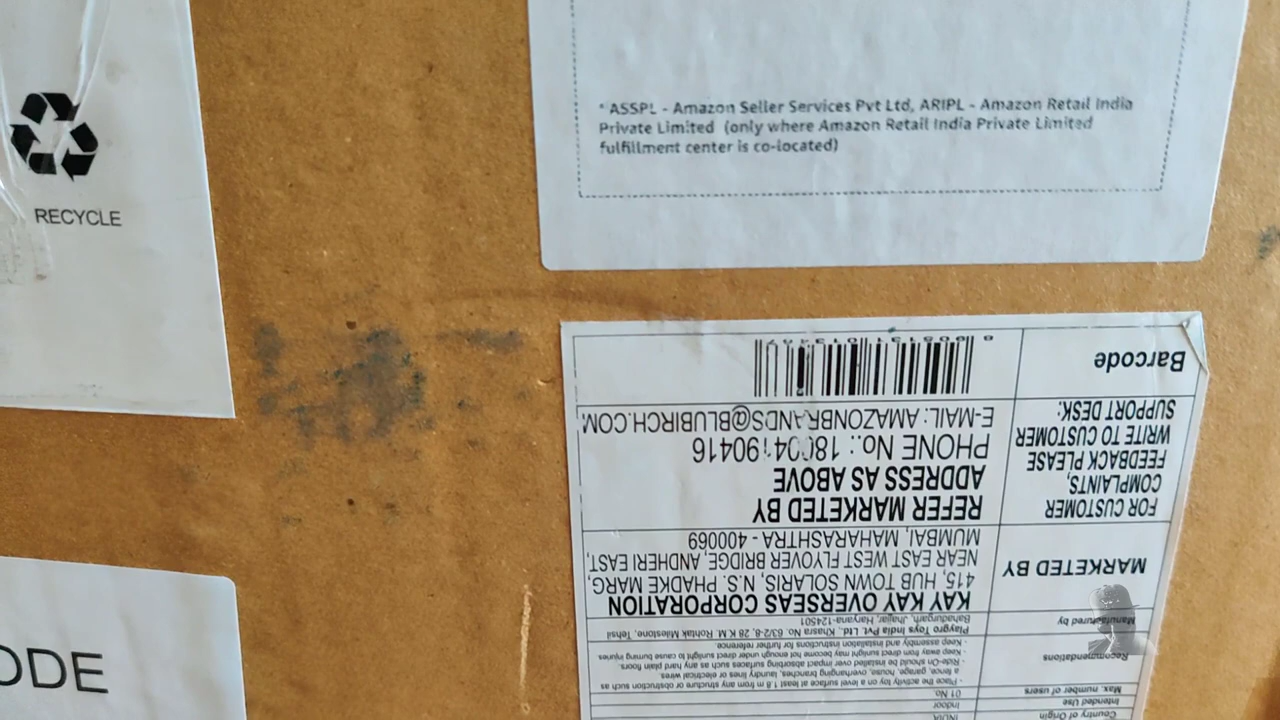 RECYCLE
* ASSPL - Amazon Seller Services Pvt Ltd, ARIPL - Amazon Retail India
Private Limited (only where Amazon Retail India Private Limited
fulfillment center is co-located)
ODE
Country of Origin INDIA
Intended Use Indoor
Max. number of users 01 No.
Recommendations
- Place the activity toy on a level surface at least 1.8 m from any structure or obstruction such as
a fence, garage, house, overhanging branches, laundry lines or electrical wires.
- Ride-On should be installed over impact absorbing surfaces such as any hard plain floors.
- Keep away from direct sunlight may become hot enough under direct sunlight to cause burning injuries
- Keep assembly and installation instructions for further reference
Manufactured by
Playgro Toys India Pvt. Ltd., Khasra No. 63/2-8, 28 K.M. Rohtak Milestone, Tehsil
Bahadurgarh, Jhajjar, Haryana-124501
MARKETED BY
KAY KAY OVERSEAS CORPORATION
415, HUB TOWN SOLARIS, N.S. PHADKE MARG,
NEAR EAST WEST FLYOVER BRIDGE, ANDHERI EAST,
MUMBAI, MAHARASHTRA - 400069
FOR CUSTOMER
COMPLAINTS,
FEEDBACK PLEASE
WRITE TO CUSTOMER
SUPPORT DESK:
REFER MARKETED BY
ADDRESS AS ABOVE
PHONE No.: 18004190416
E-MAIL: AMAZONBRANDS@BLUBIRCH.COM,
Barcode